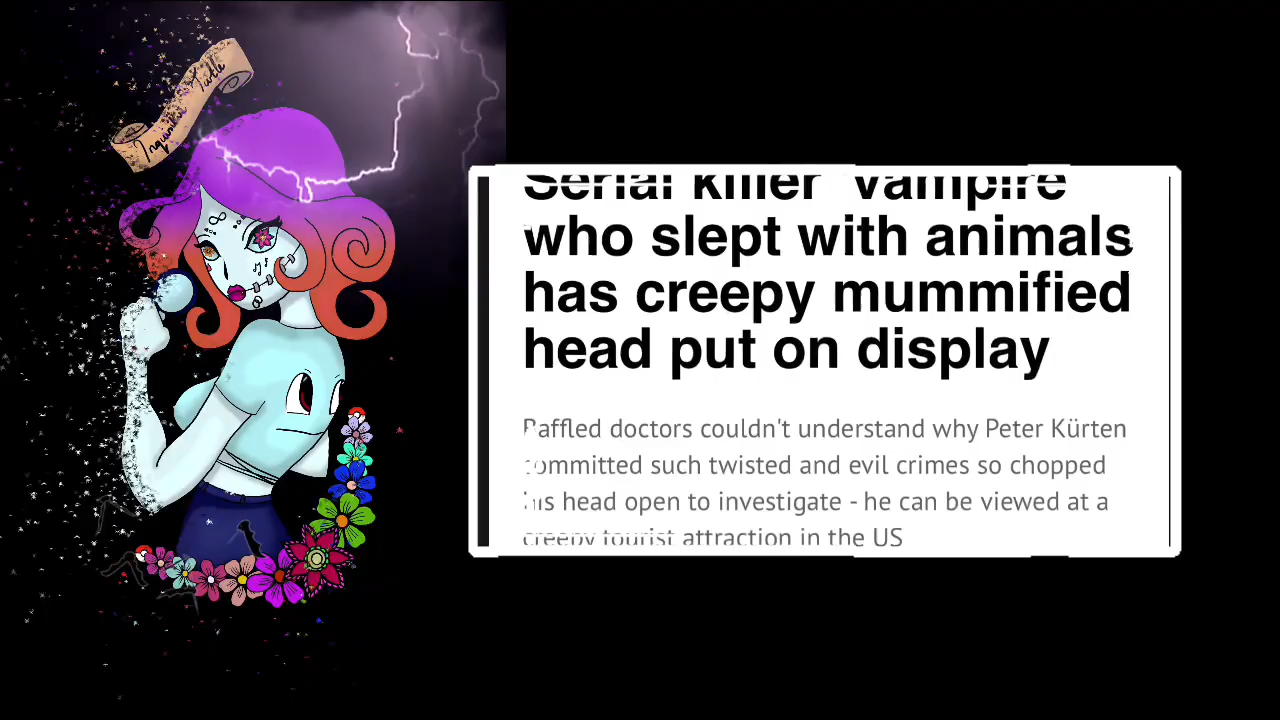 Inquisitive Turtle
Serial killer 'vampire'
who slept with animals
has creepy mummified
head put on display
Baffled doctors couldn't understand why Peter Kürten
committed such twisted and evil crimes so chopped
his head open to investigate - he can be viewed at a
creepy tourist attraction in the US